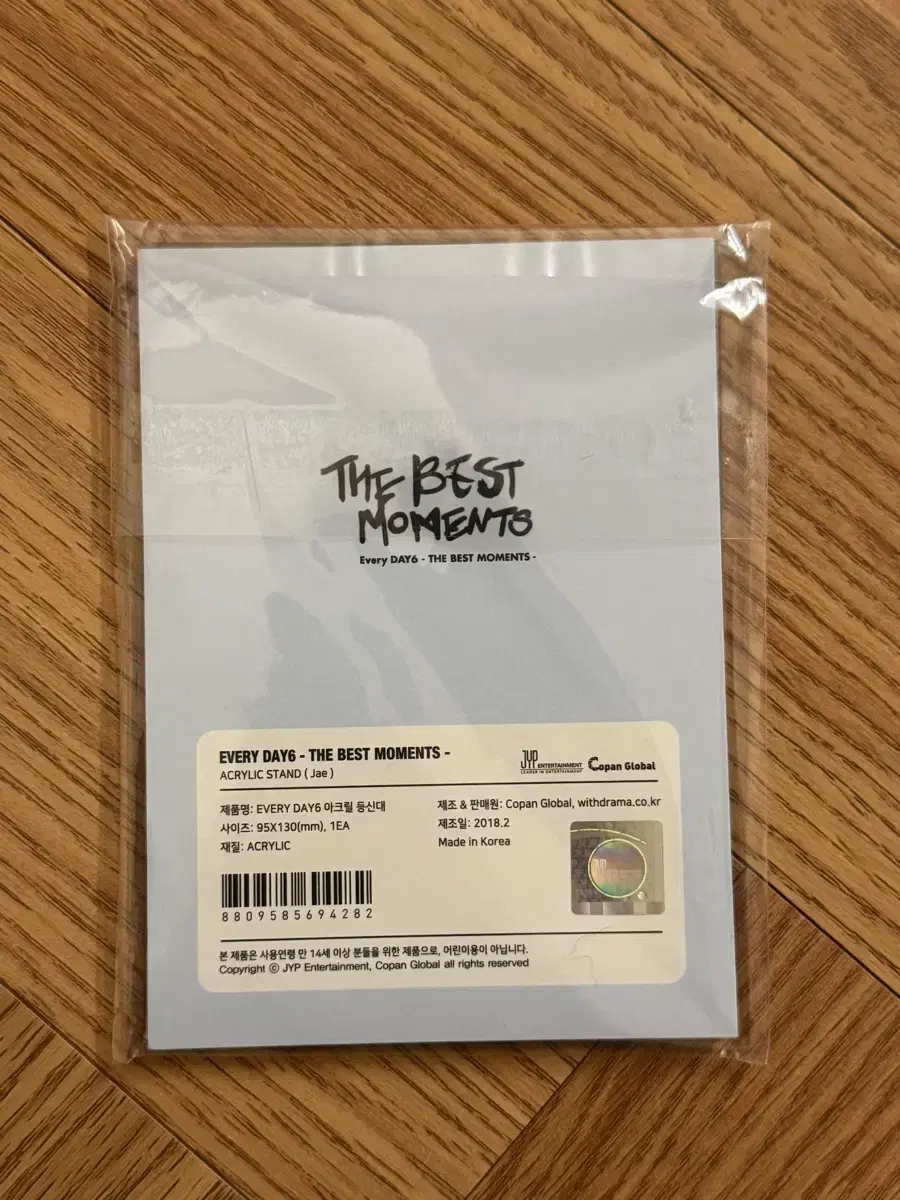 THE BEST
MOMENTS
Every DAY6 - THE BEST MOMENTS -
EVERY DAY6 - THE BEST MOMENTS -
ACRYLIC STAND ( Jae )
JYP ENTERTAINMENT
LEADER IN ENTERTAINMENT
Copan Global
제품명: EVERY DAY6 아크릴 등신대
사이즈: 95X130(mm), 1EA
재질: ACRYLIC
제조 & 판매원: Copan Global, withdrama.co.kr
제조일: 2018.2
Made in Korea
8809585694282
본 제품은 사용연령 만 14세 이상 분들을 위한 제품으로, 어린이용이 아닙니다.
Copyright ⓒ JYP Entertainment, Copan Global all rights reserved